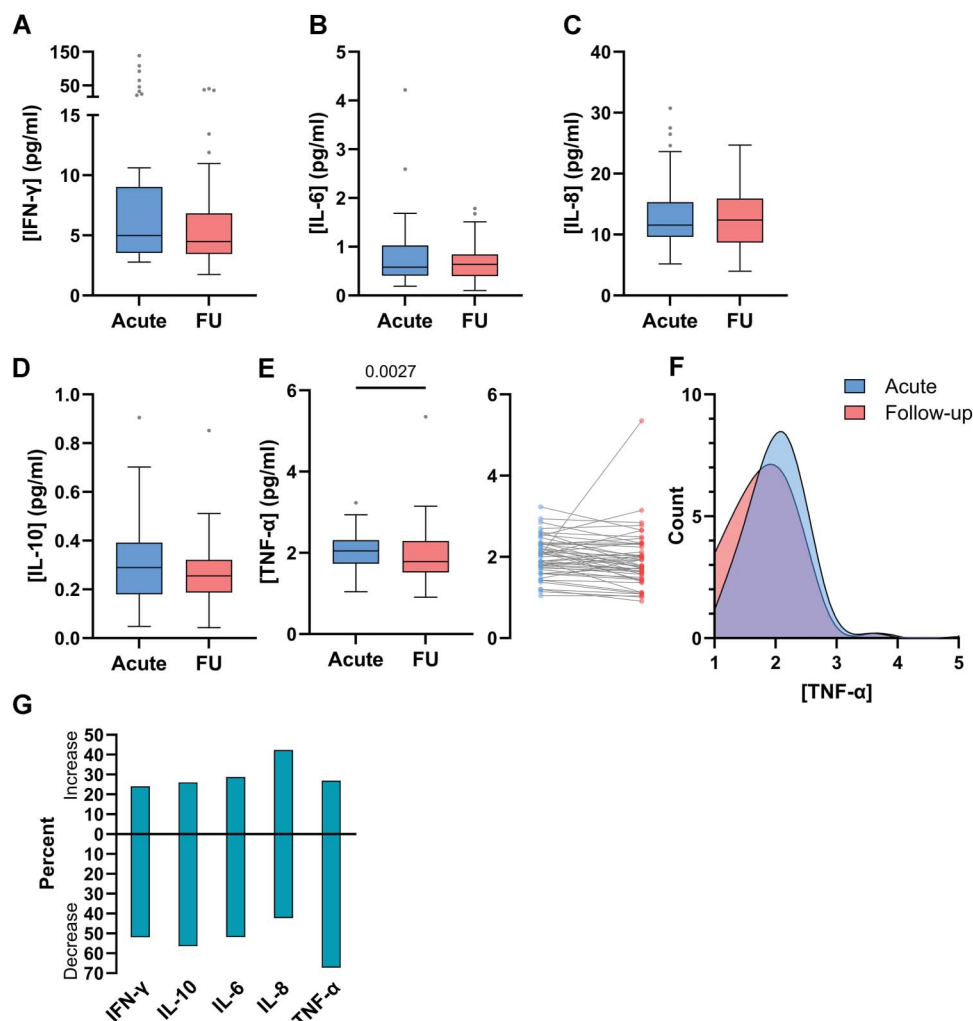 A
[IFN-γ] (pg/ml)
150
50
15
10
5
0
Acute FU
B
[IL-6] (pg/ml)
5
4
3
2
1
0
Acute FU
C
[IL-8] (pg/ml)
40
30
20
10
0
Acute FU
D
[IL-10] (pg/ml)
1.0
0.8
0.6
0.4
0.2
0.0
Acute FU
E
[TNF-α] (pg/ml)
0.0027
6
4
2
0
Acute FU
6
4
2
0
F
Acute
Follow-up
Count
10
5
0
1 2 3 4 5
[TNF-α]
G
Percent
Increase
Decrease
50
40
30
20
10
0
10
20
30
40
50
60
70
IFN-γ IL-10 IL-6 IL-8 TNF-α